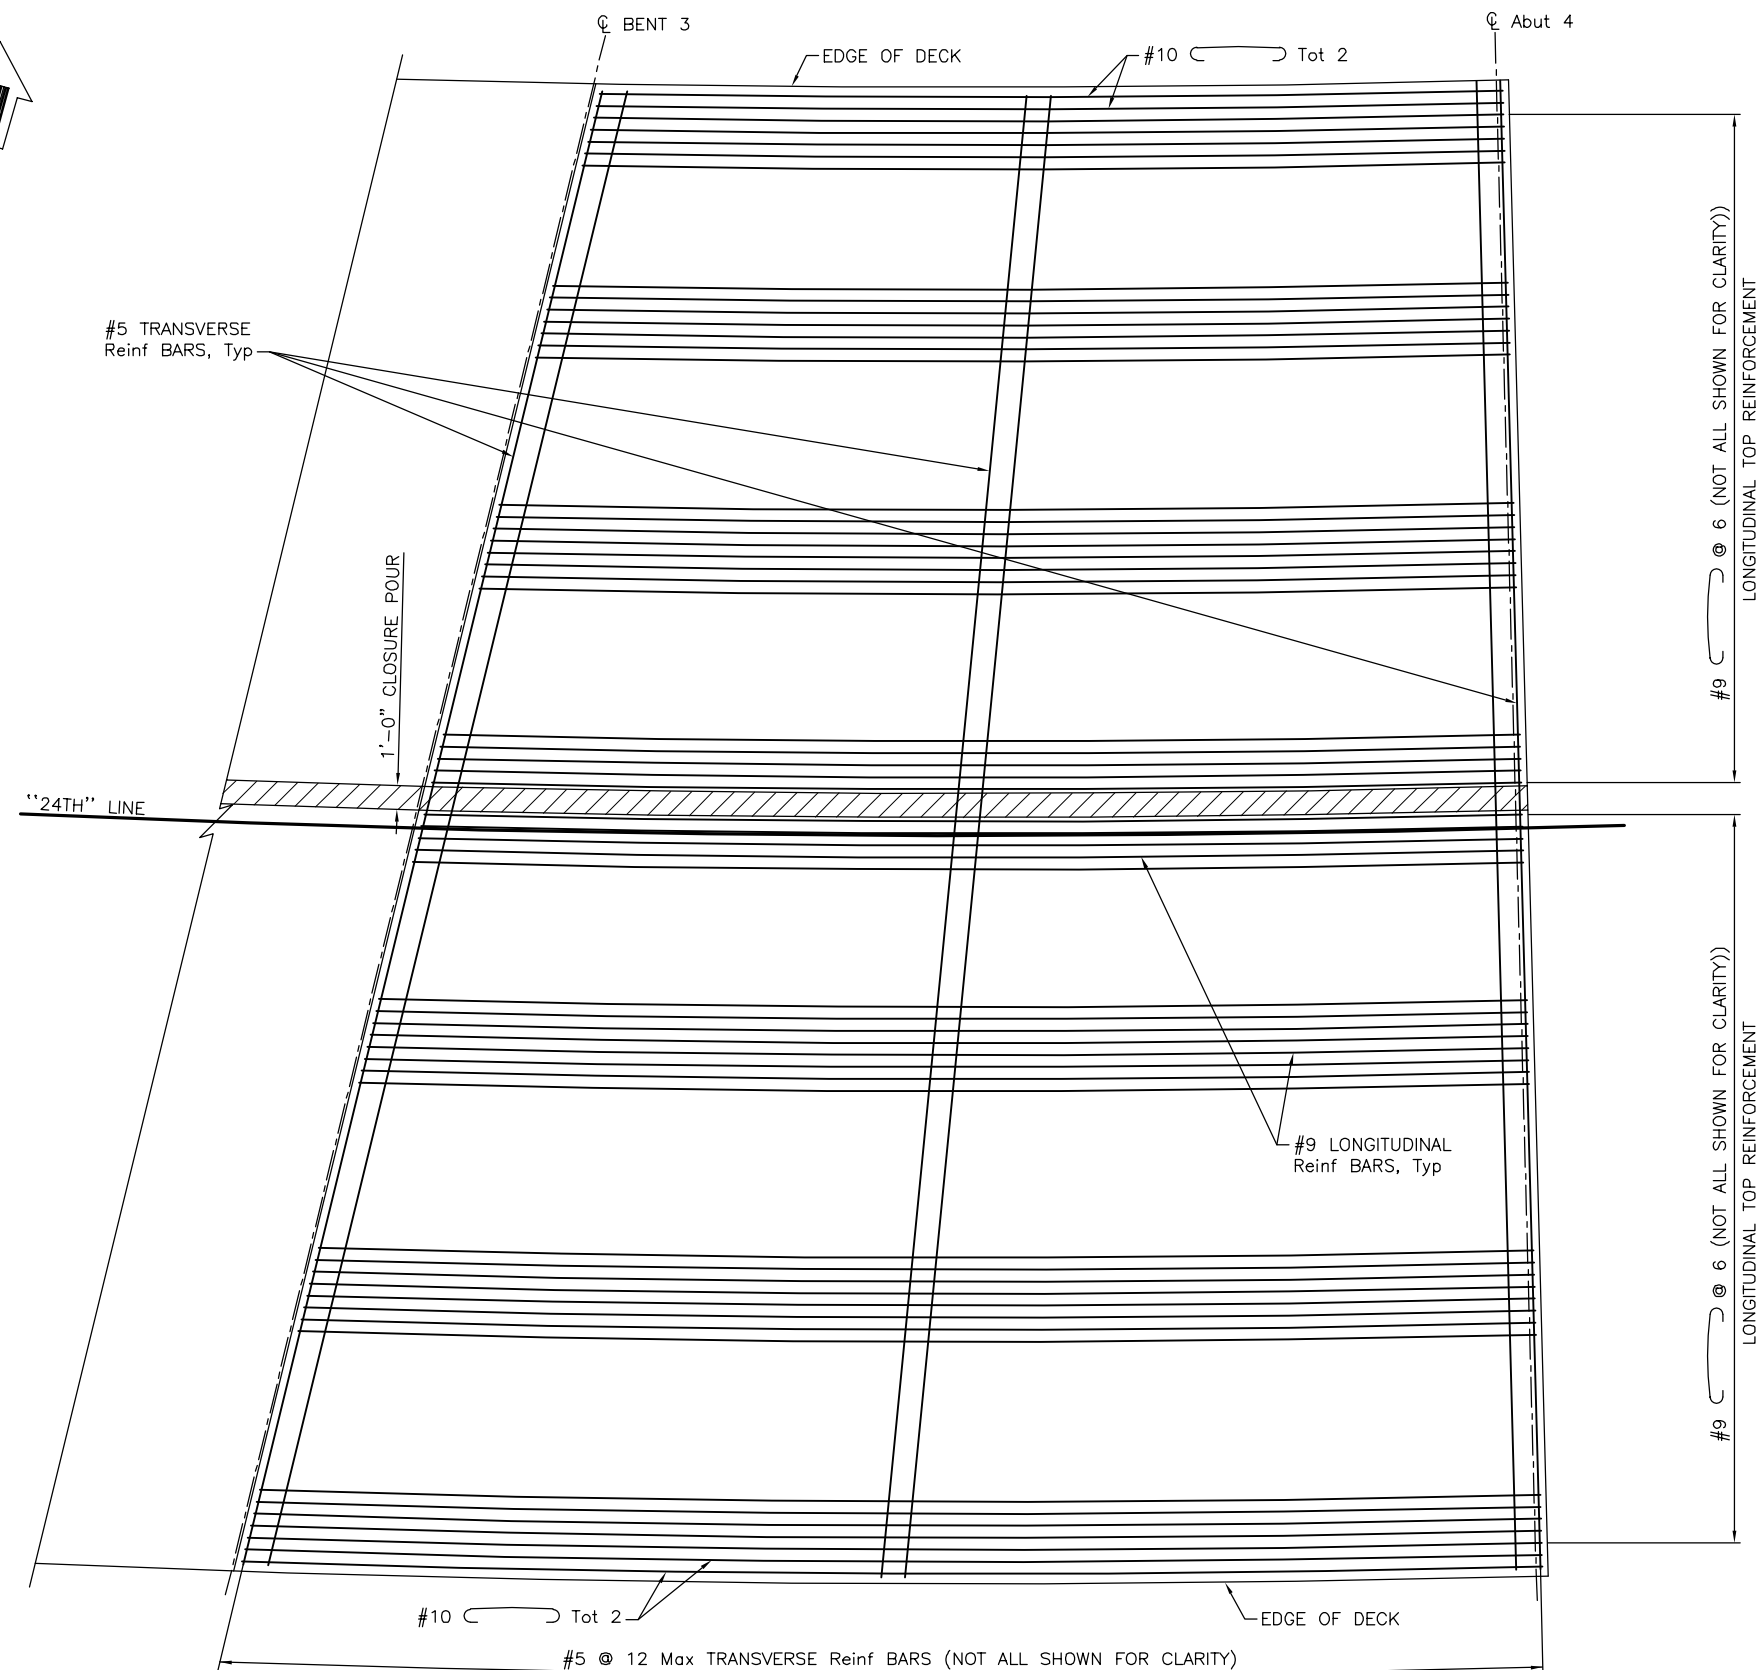 ℄ BENT 3
℄ Abut 4
EDGE OF DECK
#10 Tot 2
#5 TRANSVERSE
Reinf BARS, Typ
#9 @ 6 (NOT ALL SHOWN FOR CLARITY))
LONGITUDINAL TOP REINFORCEMENT
1'-0" CLOSURE POUR
"24TH" LINE
#9 LONGITUDINAL
Reinf BARS, Typ
#9 @ 6 (NOT ALL SHOWN FOR CLARITY))
LONGITUDINAL TOP REINFORCEMENT
#10 Tot 2
EDGE OF DECK
#5 @ 12 Max TRANSVERSE Reinf BARS (NOT ALL SHOWN FOR CLARITY)